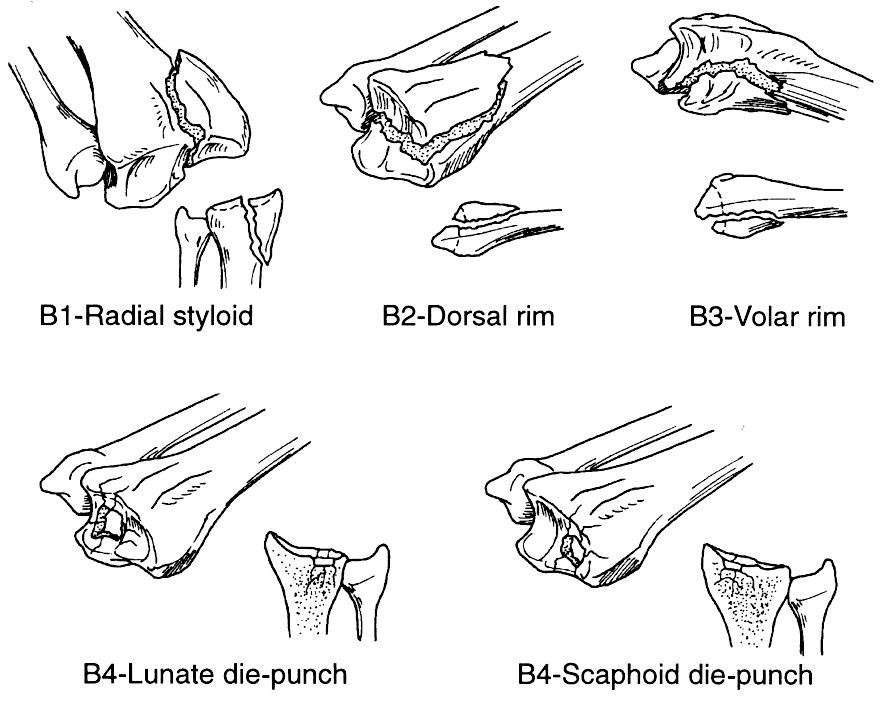 B1-Radial styloid
B2-Dorsal rim
B3-Volar rim
B4-Lunate die-punch
B4-Scaphoid die-punch